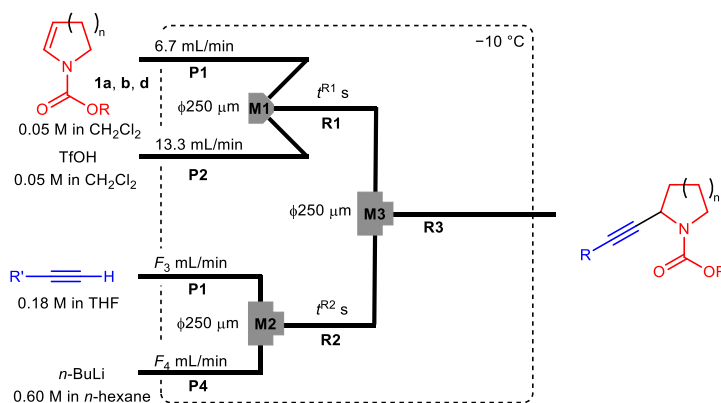 ( )n
N
O
OR
1a, b, d
0.05 M in CH2Cl2
TfOH
0.05 M in CH2Cl2
6.7 mL/min
P1
ϕ250 μm
M1
13.3 mL/min
P2
tR1 s
R1
−10 °C
ϕ250 μm
M3
R3
R'
H
0.18 M in THF
F3 mL/min
P1
ϕ250 μm
M2
tR2 s
R2
n-BuLi
0.60 M in n-hexane
F4 mL/min
P4
( )n
N
R
O
OR